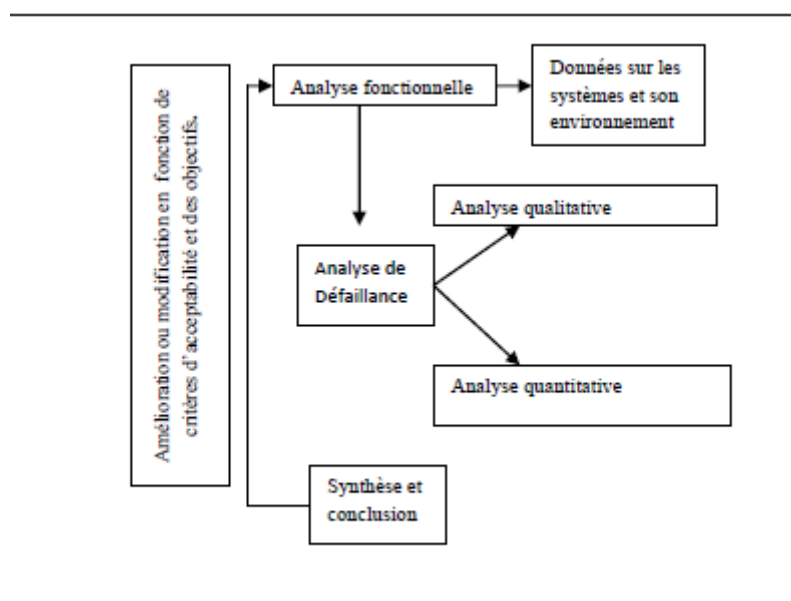 Amélioration ou modification en fonction de
critères d'acceptabilité et des objectifs.
Analyse fonctionnelle
Données sur les
systèmes et son
environnement
Analyse qualitative
Analyse de
Défaillance
Analyse quantitative
Synthèse et
conclusion